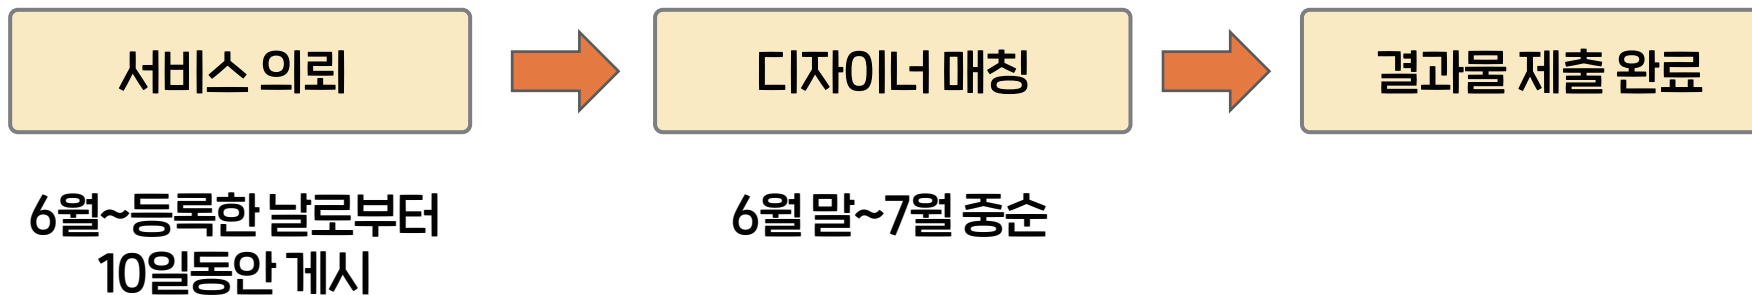 서비스 의뢰
디자이너 매칭
결과물 제출 완료
6월~등록한 날로부터
10일동안 게시
6월 말~7월 중순